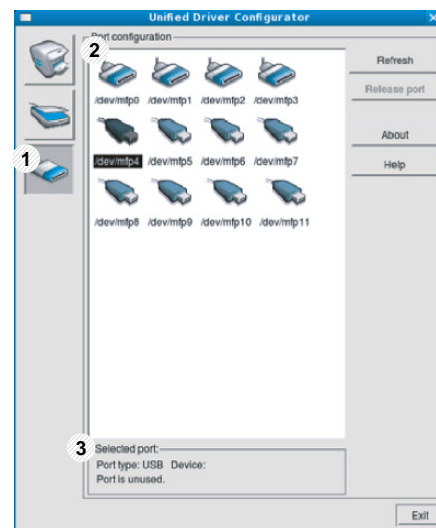 Unified Driver Configurator
1
2
Port configuration
/dev/mfp0 /dev/mfp1 /dev/mfp2 /dev/mfp3
/dev/mfp4 /dev/mfp5 /dev/mfp6 /dev/mfp7
/dev/mfp8 /dev/mfp9 /dev/mfp10 /dev/mfp11
Refresh
Release port
About
Help
3
Selected port:
Port type: USB Device:
Port is unused.
Exit